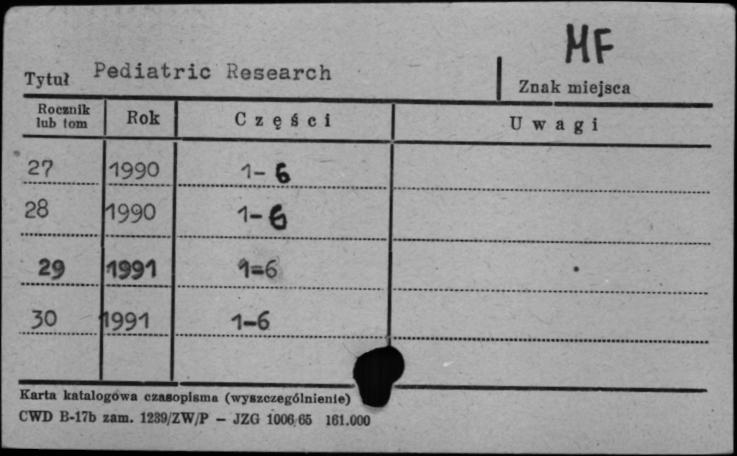 MF
Tytuł Pediatric Research
Znak miejsca
Rocznik lub tom Rok Części Uwagi
27 1990 1-6
28 1990 1-6
29 1991 1=6
30 1991 1-6
Karta katalogowa czasopisma (wyszczególnienie)
CWD B-17b zam. 1239/ZW/P - JZG 1006/65 161.000